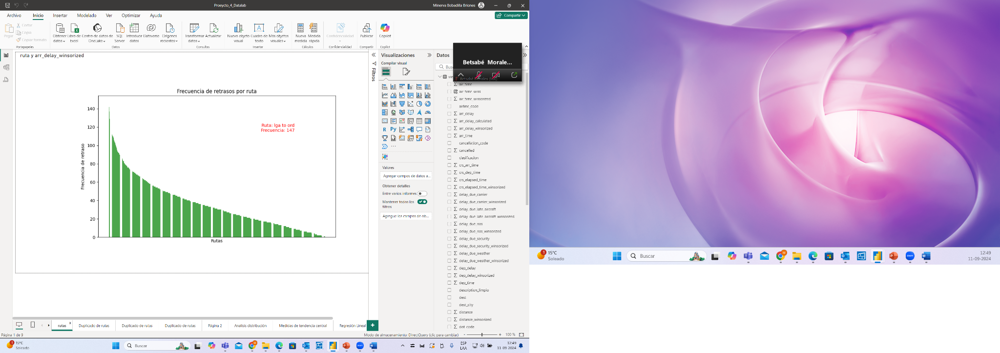 Proeycto_4_Datalab
Minerva Bobadilla Briones
Archivo
Inicio
Insertar
Modelado
Ver
Optimizar
Ayuda
Compartir
Pegar
Cortar
Copia
Copiar formato
Portapapeles
Obtener datos
Libro de Excel
Centro de datos de OneLake
SQL Server
Introducir datos
Dataverse
Orígenes recientes
Datos
Transformar datos
Actualizar
Consultas
Nuevo objeto visual
Cuadro de texto
Más objetos visuales
Insertar
Nueva medida
Medida rápida
Cálculos
Confidencialidad
Confidencialidad
Publicar
Compartir
Copilot
Copilot
ruta y arr_delay_winsorized
Frecuencia de retrasos por ruta
Ruta: lga to ord
Frecuencia: 147
Frecuencia de retraso
140
120
100
80
60
40
20
0
Rutas
Filtros
Visualizaciones
Compilar visual
R
Py
123
Valores
Agregar campos de datos a...
Obtener detalles
Entre varios informes
Mantener todos los filtros
Agregue los campos de ob...
Datos
Betsabé Morale...
Betsabé Morales (MX)
air_time
air_time_wins
air_time_winsorized
airline_code
arr_delay
arr_delay_calculated
arr_delay_winsorized
arr_time
cancellation_code
cancelled
clasificacion
crs_arr_time
crs_dep_time
crs_elapsed_time
crs_elapsed_time_winsorized
delay_due_carrier
delay_due_carrier_winsorized
delay_due_late_aircraft
delay_due_late_aircraft_winsorized
delay_due_nas
delay_due_nas_winsorized
delay_due_security
delay_due_security_winsorized
delay_due_weather
delay_due_weather_winsorized
dep_delay
dep_delay_winsorized
dep_time
description_limpio
dest
dest_city
distance
distance_winsorized
dot_code
rutas
Duplicado de rutas
Duplicado de rutas
Duplicado de rutas
Página 2
Analisis distribución
Medidas de tendencia central
Regresión Lineal
Página 1 de 9
Modo de almacenamiento: DirectQuery (clic para cambiar)
100 %
15°C
Soleado
Buscar
ESP
LAA
12:49
11-09-2024
1
15°C
Soleado
Buscar
zoom
12:49
11-09-2024